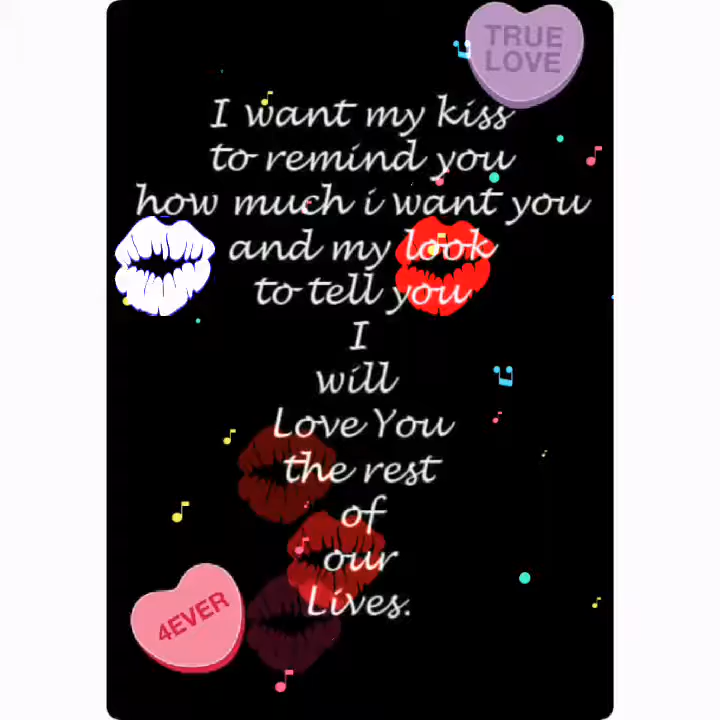 TRUE
LOVE
I want my kiss
to remind you
how much i want you
and my look
to tell you
I
will
Love You
the rest
of
our
Lives.
4EVER